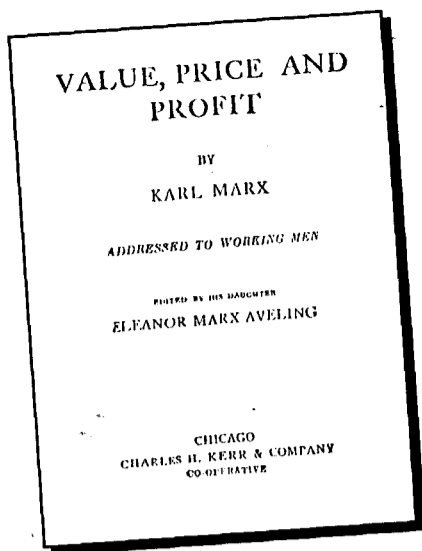 VALUE, PRICE AND
PROFIT
BY
KARL MARX
ADDRESSED TO WORKING MEN
EDITED BY HIS DAUGHTER
ELEANOR MARX AVELING
CHICAGO
CHARLES H. KERR & COMPANY
CO-OPERATIVE